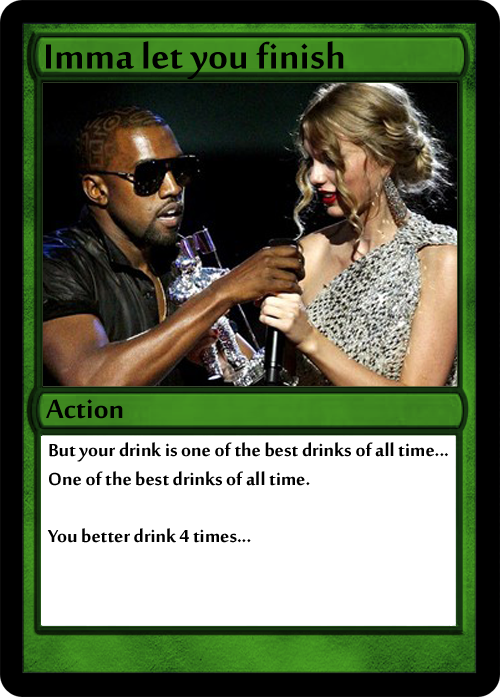 Imma let you finish
Action
But your drink is one of the best drinks of all time...
One of the best drinks of all time.
You better drink 4 times...